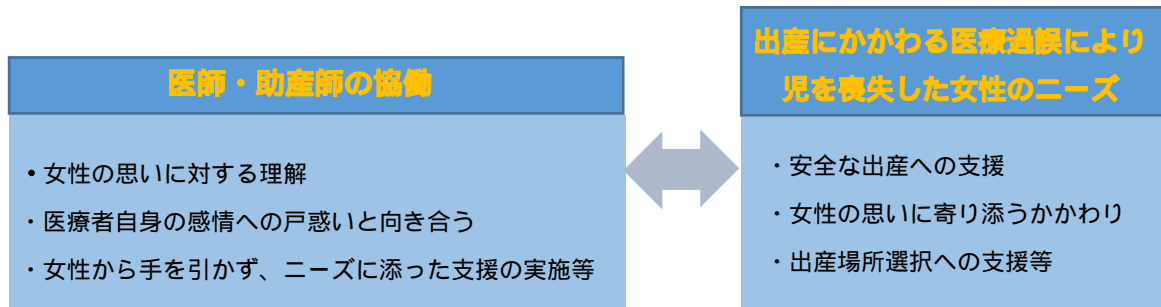 医師・助産師の協働
・女性の思いに対する理解
・医療者自身の感情への戸惑いと向き合う
・女性から手を引かず、ニーズに添った支援の実施等
出産にかかわる医療過誤により
児を喪失した女性のニーズ
・安全な出産への支援
・女性の思いに寄り添うかかわり
・出産場所選択への支援等